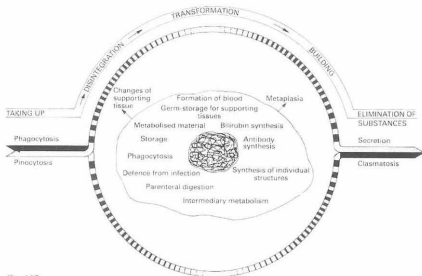 TRANSFORMATION
DISINTEGRATION
BUILDING
TAKING UP
Phagocytosis
Pinocytosis
ELIMINATION OF
SUBSTANCES
Secretion
Clasmatosis
Changes of
supporting
tissue
Formation of blood
Metaplasia
Germ-storage for supporting
tissues
Metabolised material
Bilirubin synthesis
Storage
Antibody
synthesis
Phagocytosis
Defence from infection
Synthesis of individual
structures
Parenteral digestion
Intermediary metabolism